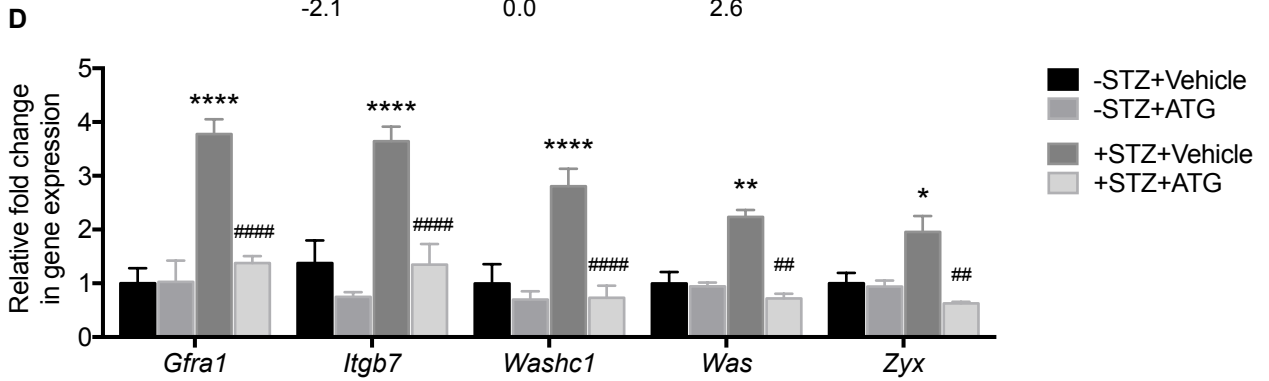 -2.1 0.0 2.6
D
5
4
3
2
1
0
Relative fold change
in gene expression
****
####
****
####
****
####
**
##
*
##
Gfra1 Itgb7 Washc1 Was Zyx
-STZ+Vehicle
-STZ+ATG
+STZ+Vehicle
+STZ+ATG